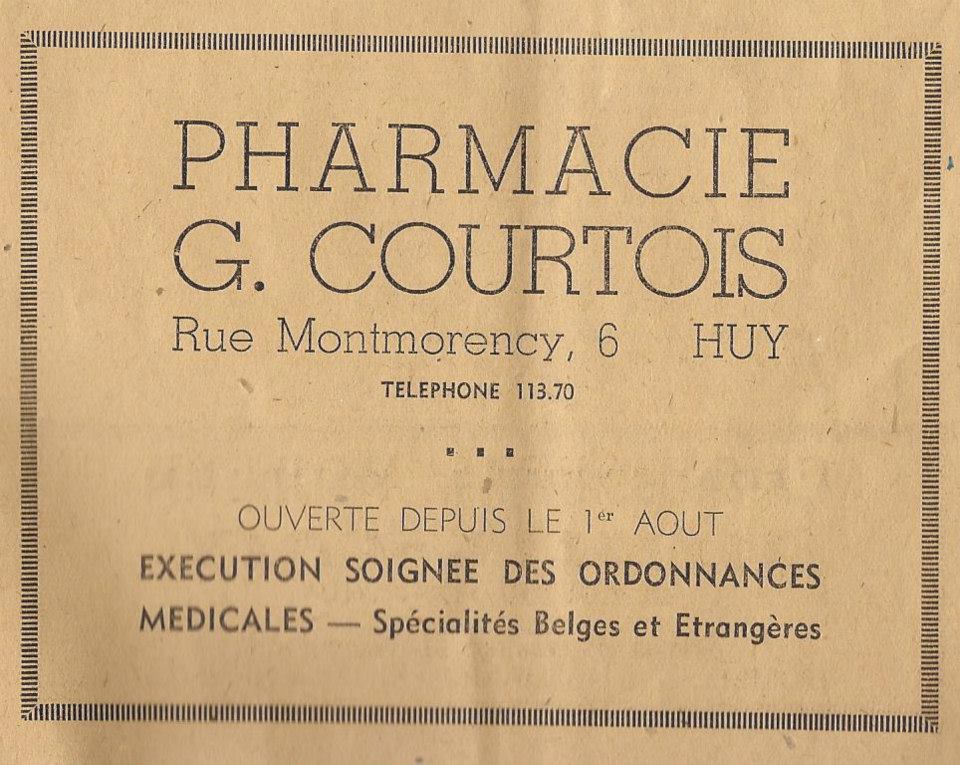 PHARMACIE
G. COURTOIS
Rue Montmorency, 6 HUY
TELEPHONE 113.70
OUVERTE DEPUIS LE 1er AOUT
EXECUTION SOIGNEE DES ORDONNANCES
MEDICALES — Spécialités Belges et Etrangères